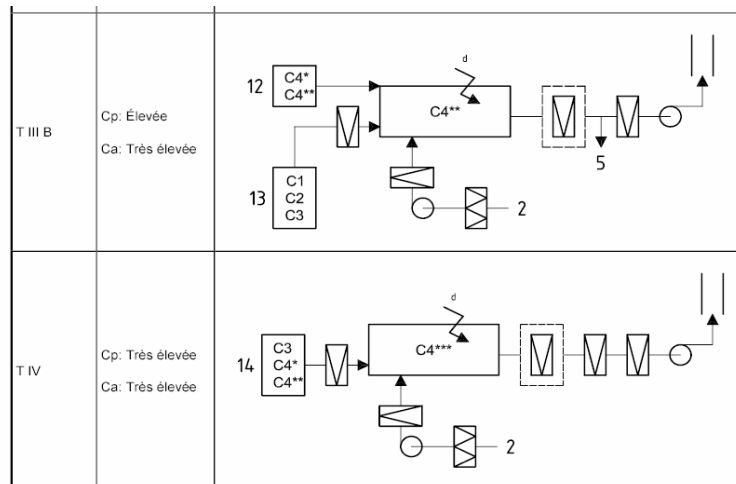 T III B
Cp: Élevée
Ca: Très élevée
12
C4*
C4**
d
C4**
5
13
C1
C2
C3
2
T IV
Cp: Très élevée
Ca: Très élevée
14
C3
C4*
C4**
d
C4***
2